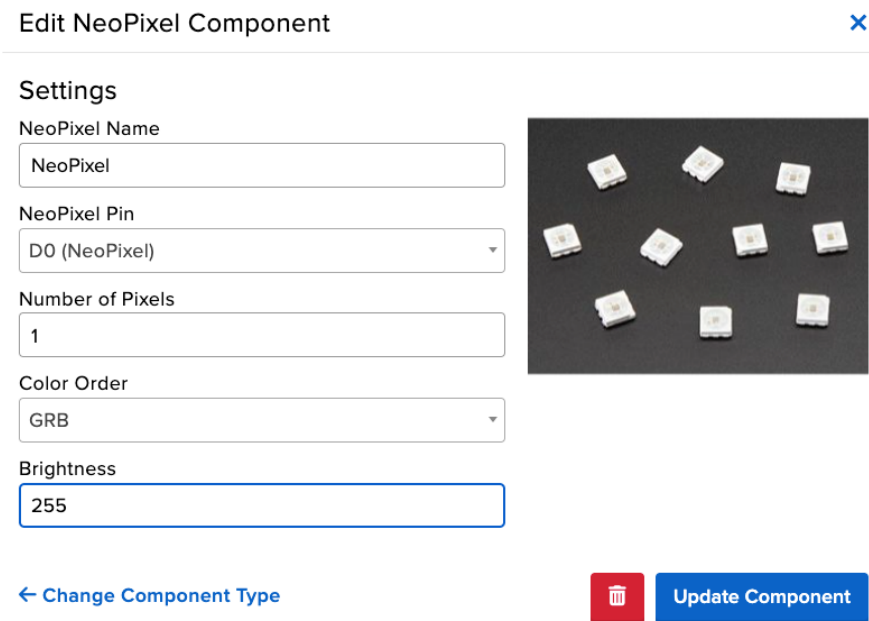 Edit NeoPixel Component
Settings
NeoPixel Name
NeoPixel
NeoPixel Pin
D0 (NeoPixel)
Number of Pixels
1
Color Order
GRB
Brightness
255
← Change Component Type
Update Component